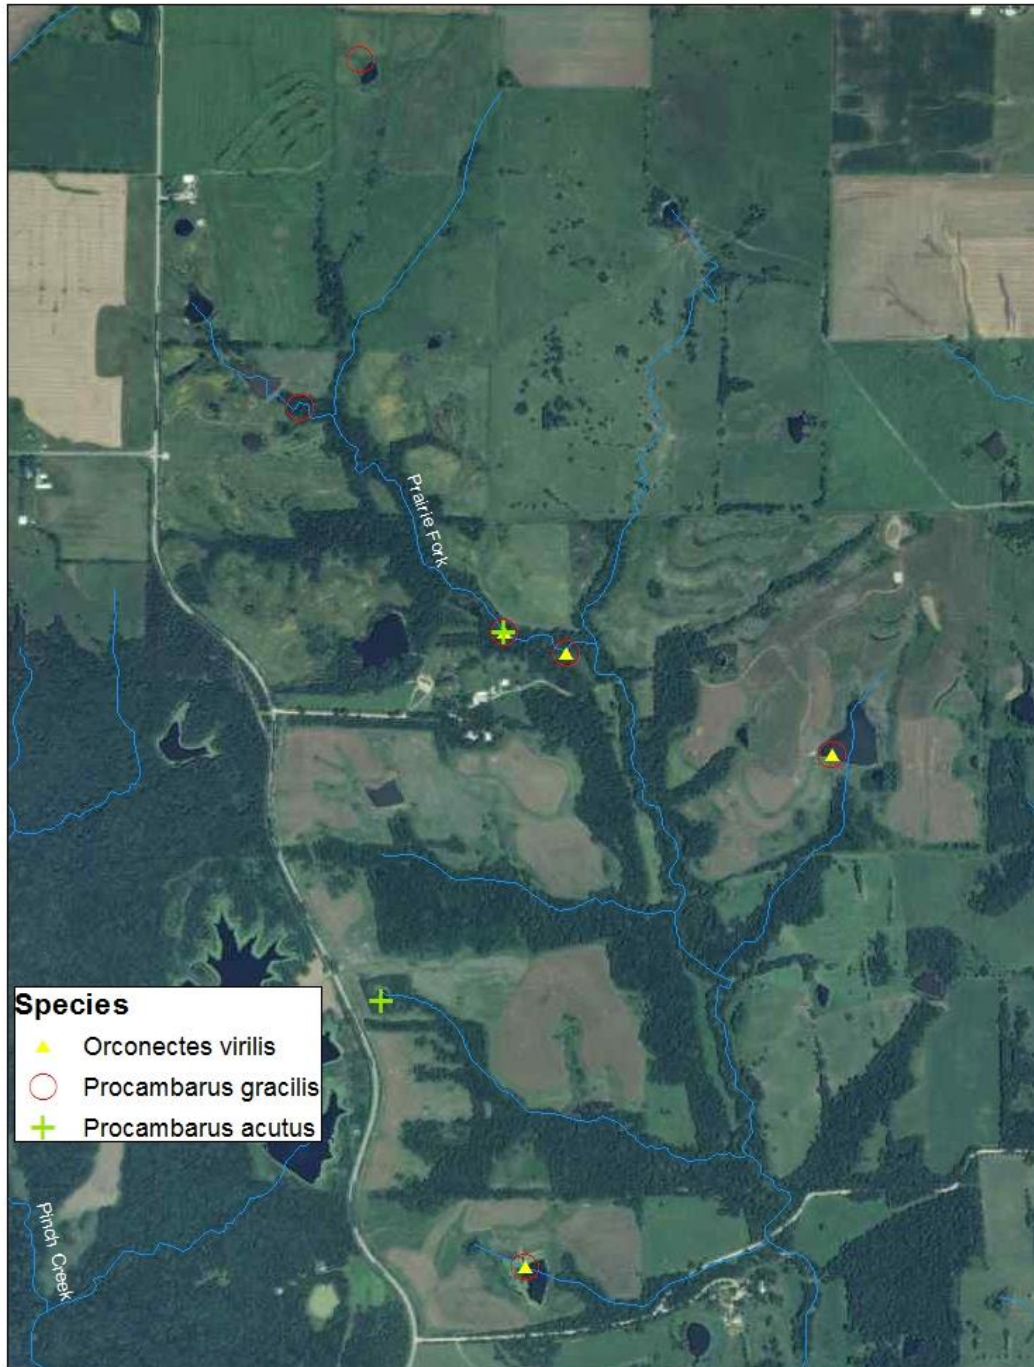 Prairie Fork
Species
Orconectes virilis
Procambarus gracilis
Procambarus acutus
Pinch Creek